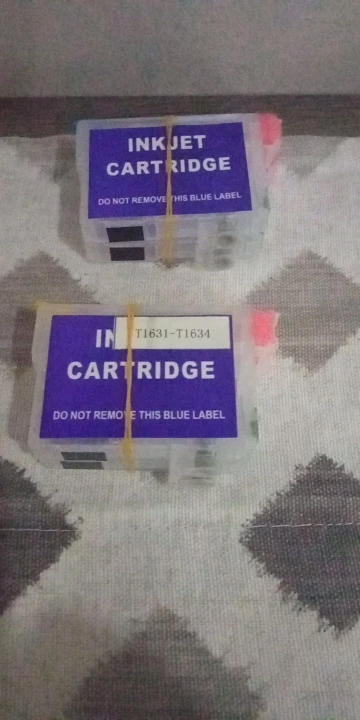 INKJET
CARTRIDGE
DO NOT REMOVE THIS BLUE LABEL
T1631-T1634
CARTRIDGE
DO NOT REMOVE THIS BLUE LABEL